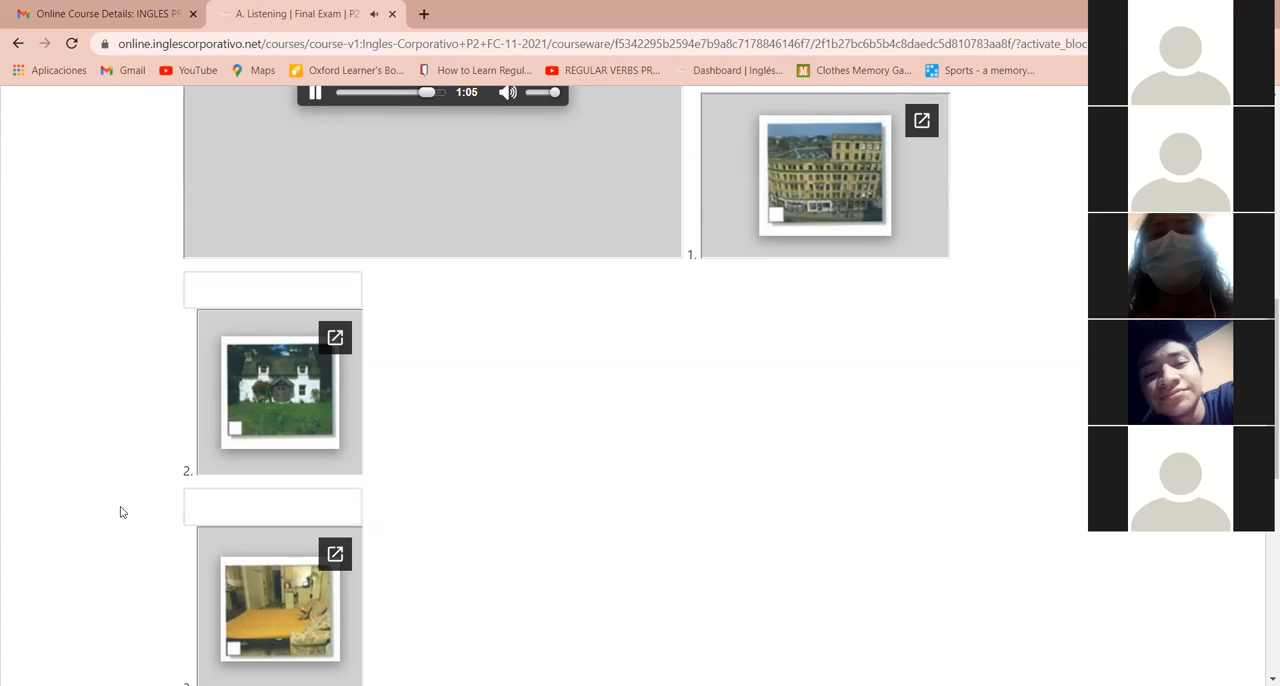 Online Course Details: INGLES PR
A. Listening | Final Exam | P2
online.inglescorporativo.net/courses/course-v1:Ingles-Corporativo+P2+FC-11-2021/courseware/f5342295b2594e7b9a8c7178846146f7/2f1b27bc6b5b4c8daedc5d810783aa8f/?activate_bloc
Aplicaciones Gmail YouTube Maps Oxford Learner's Bo... How to Learn Regul... REGULAR VERBS PR... Dashboard | Inglés... Clothes Memory Ga... Sports - a memory...
1:05
1.
2.